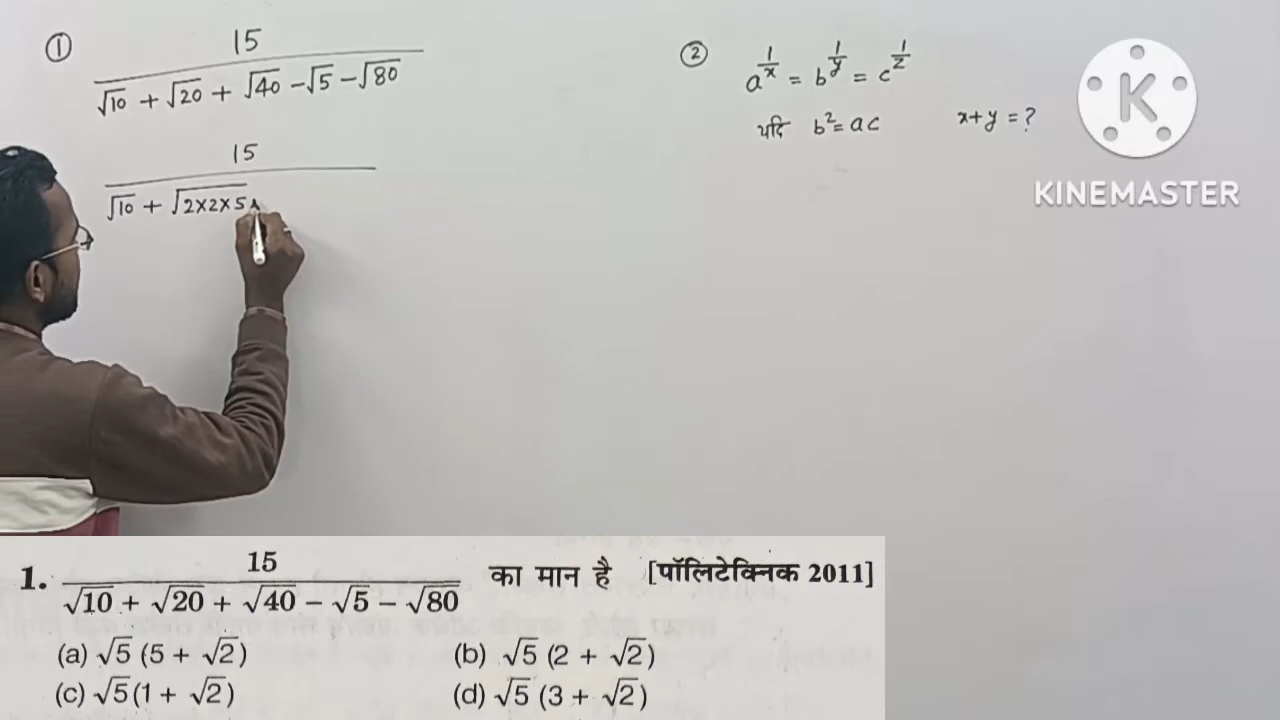 ① 15
√10 + √20 + √40 - √5 - √80
15
√10 + √2×2×5
② a^(1/x) = b^(1/y) = c^(1/z)
यदि b² = ac x+y = ?
K
KINEMASTER
1. 15
√10 + √20 + √40 − √5 − √80 का मान है [पॉलिटेक्निक 2011]
(a) √5 (5 + √2) (b) √5 (2 + √2)
(c) √5(1 + √2) (d) √5 (3 + √2)